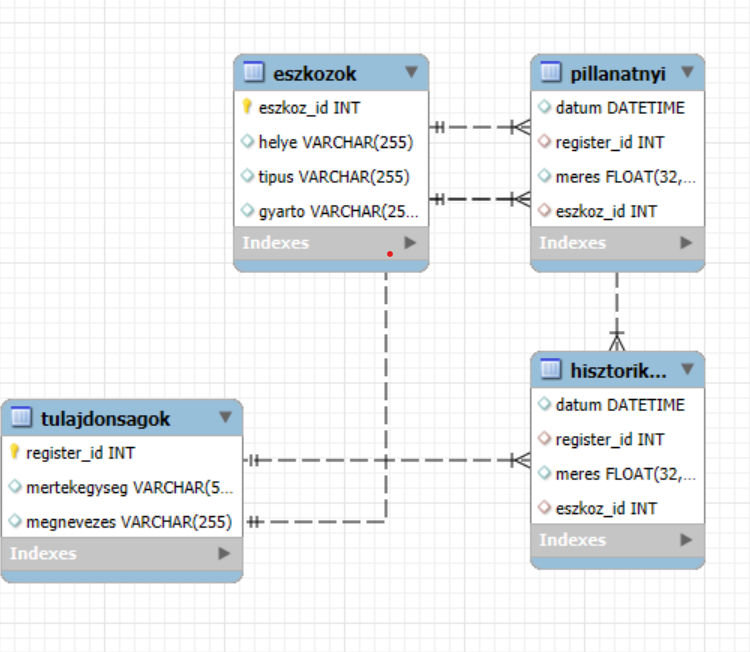 eszkozok
eszkoz_id INT
helye VARCHAR(255)
tipus VARCHAR(255)
gyarto VARCHAR(25...
Indexes
pillanatnyi
datum DATETIME
register_id INT
meres FLOAT(32,...
eszkoz_id INT
Indexes
tulajdonsagok
register_id INT
mertekegyseg VARCHAR(5...
megnevezes VARCHAR(255)
Indexes
hisztorik...
datum DATETIME
register_id INT
meres FLOAT(32,...
eszkoz_id INT
Indexes